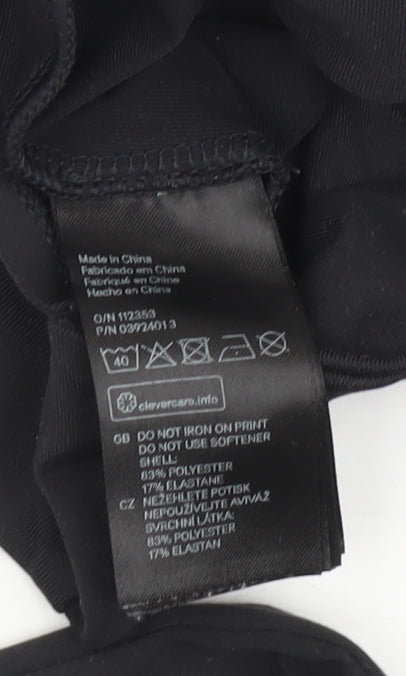 Made in China
Fabricado em China
Fabriqué en Chine
Hecho en China
O/N 112353
P/N 0392401 3
40
clevercare.info
GB DO NOT IRON ON PRINT
DO NOT USE SOFTENER
SHELL:
83% POLYESTER
17% ELASTANE
CZ NEŽEHLETE POTISK
NEPOUŽÍVEJTE AVIVÁŽ
SVRCHNÍ LÁTKA:
83% POLYESTER
17% ELASTAN